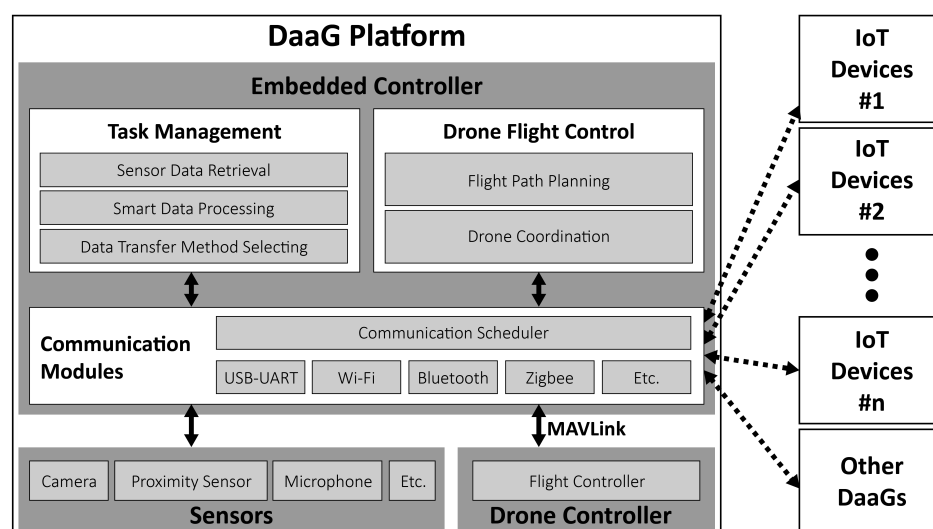 DaaG Platform
Embedded Controller
Task Management
Sensor Data Retrieval
Smart Data Processing
Data Transfer Method Selecting
Drone Flight Control
Flight Path Planning
Drone Coordination
Communication
Modules
Communication Scheduler
USB-UART
Wi-Fi
Bluetooth
Zigbee
Etc.
MAVLink
Camera
Proximity Sensor
Microphone
Etc.
Sensors
Flight Controller
Drone Controller
IoT
Devices
#1
IoT
Devices
#2
IoT
Devices
#n
Other
DaaGs